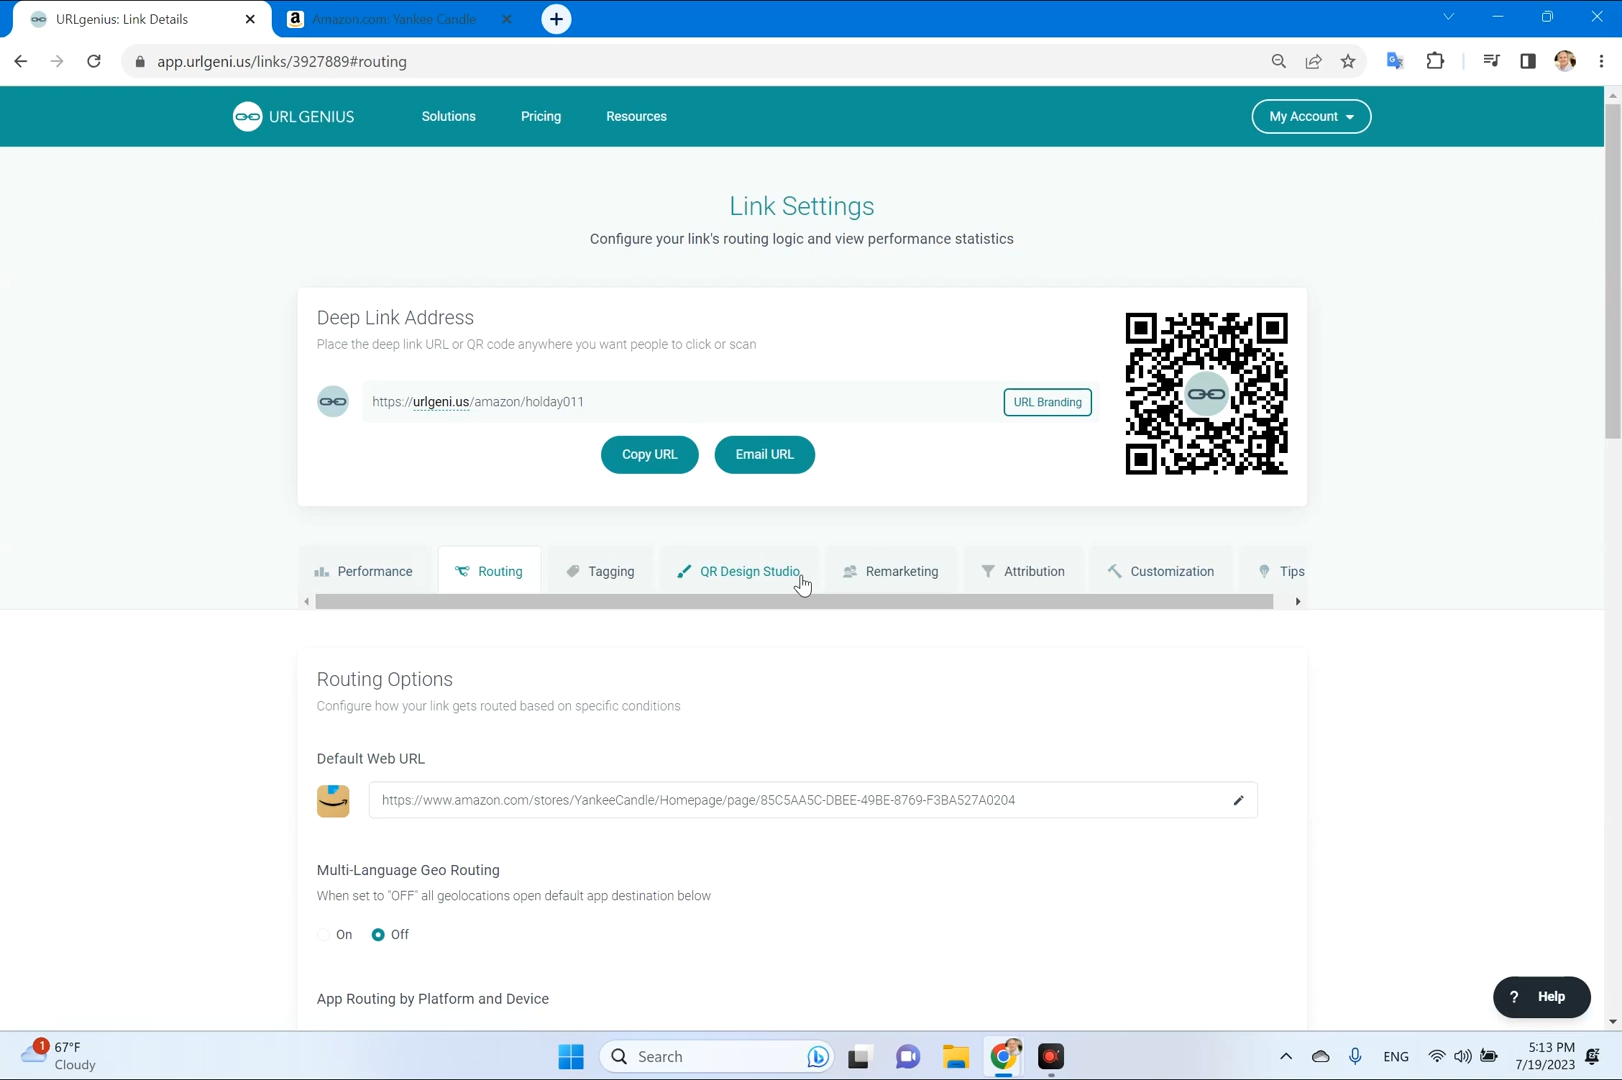 URLgenius: Link Details
Amazon.com: Yankee Candle
app.urlgeni.us/links/3927889#routing
URLGENIUS
Solutions
Pricing
Resources
My Account
Link Settings
Configure your link's routing logic and view performance statistics
Deep Link Address
Place the deep link URL or QR code anywhere you want people to click or scan
https://urlgeni.us/amazon/holday011
URL Branding
Copy URL
Email URL
Performance
Routing
Tagging
QR Design Studio
Remarketing
Attribution
Customization
Tips
Routing Options
Configure how your link gets routed based on specific conditions
Default Web URL
https://www.amazon.com/stores/YankeeCandle/Homepage/page/85C5AA5C-DBEE-49BE-8769-F3BA527A0204
Multi-Language Geo Routing
When set to "OFF" all geolocations open default app destination below
On
Off
App Routing by Platform and Device
? Help
1
67°F
Cloudy
Search
ENG
5:13 PM
7/19/2023